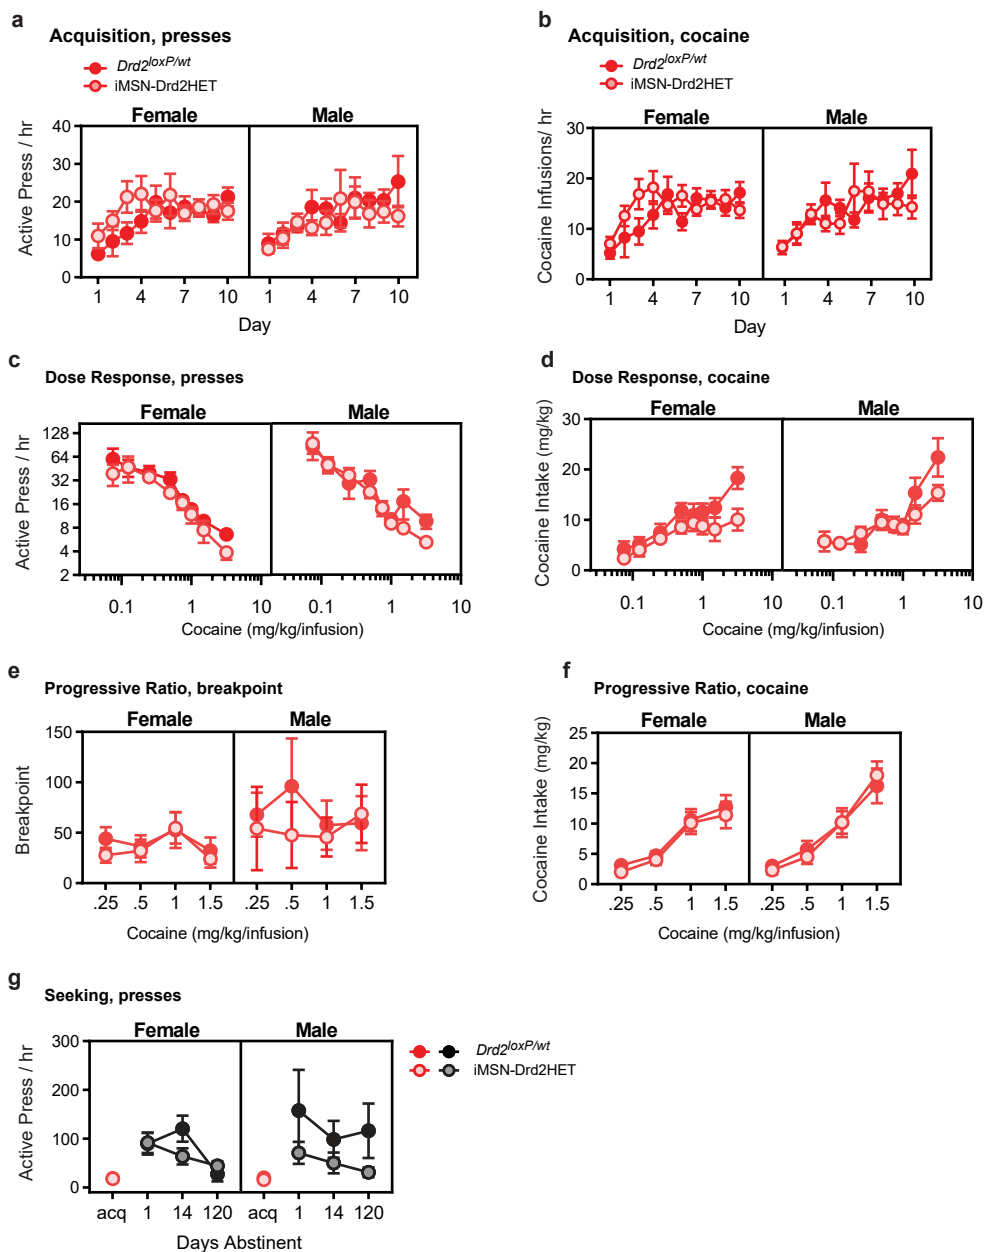 a
Acquisition, presses
Drd2loxP/wt
iMSN-Drd2HET
Female Male
Active Press / hr
40
30
20
10
0
1 4 7 10 1 4 7 10
Day
b
Acquisition, cocaine
Drd2loxP/wt
iMSN-Drd2HET
Female Male
Cocaine Infusions/ hr
30
20
10
0
1 4 7 10 1 4 7 10
Day
c
Dose Response, presses
Female Male
Active Press / hr
128
64
32
16
8
4
2
0.1 1 10 0.1 1 10
Cocaine (mg/kg/infusion)
d
Dose Response, cocaine
Female Male
Cocaine Intake (mg/kg)
30
20
10
0
0.1 1 10 0.1 1 10
Cocaine (mg/kg/infusion)
e
Progressive Ratio, breakpoint
Female Male
Breakpoint
150
100
50
0
.25 .5 1 1.5 .25 .5 1 1.5
Cocaine (mg/kg/infusion)
f
Progressive Ratio, cocaine
Female Male
Cocaine Intake (mg/kg)
25
20
15
10
5
0
.25 .5 1 1.5 .25 .5 1 1.5
Cocaine (mg/kg/infusion)
g
Seeking, presses
Female Male
Active Press / hr
300
200
100
0
acq 1 14 120 acq 1 14 120
Days Abstinent
Drd2loxP/wt
iMSN-Drd2HET